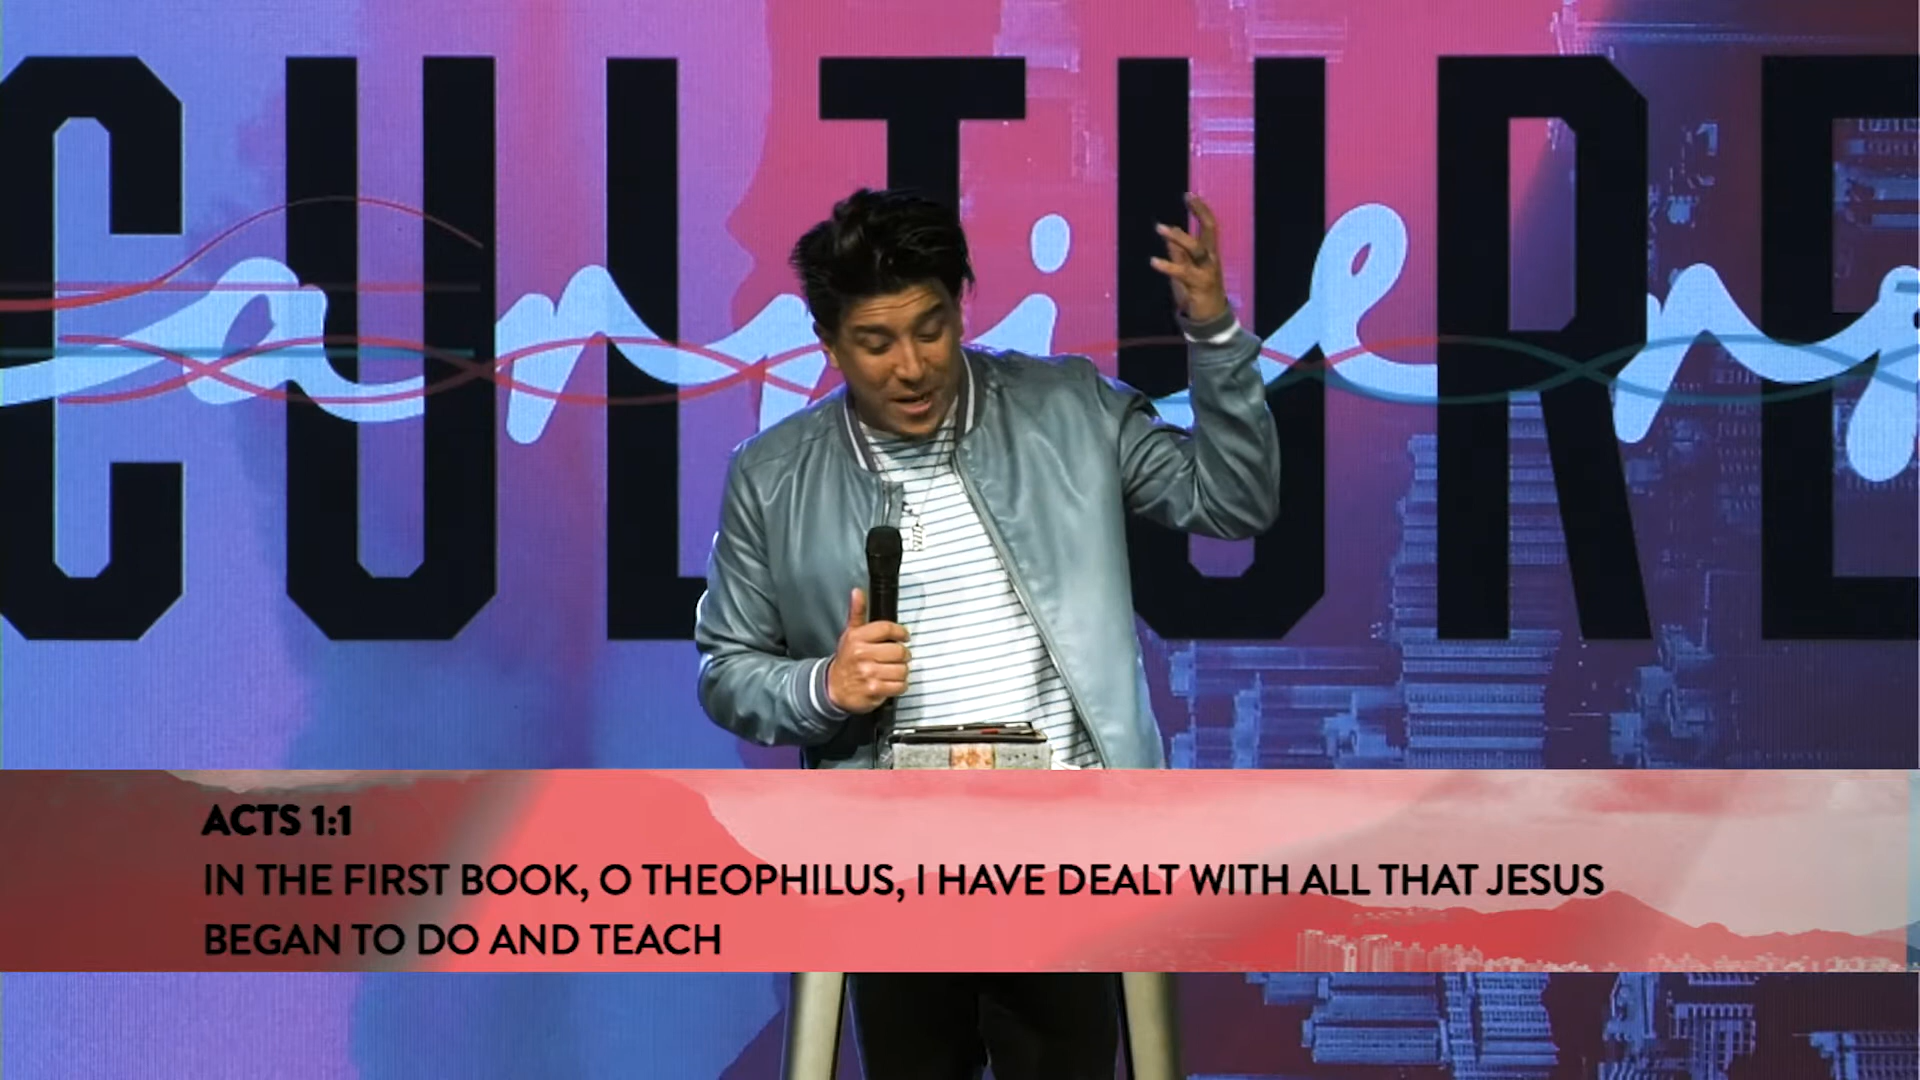 CULTURE
carriers
ACTS 1:1
IN THE FIRST BOOK, O THEOPHILUS, I HAVE DEALT WITH ALL THAT JESUS
BEGAN TO DO AND TEACH